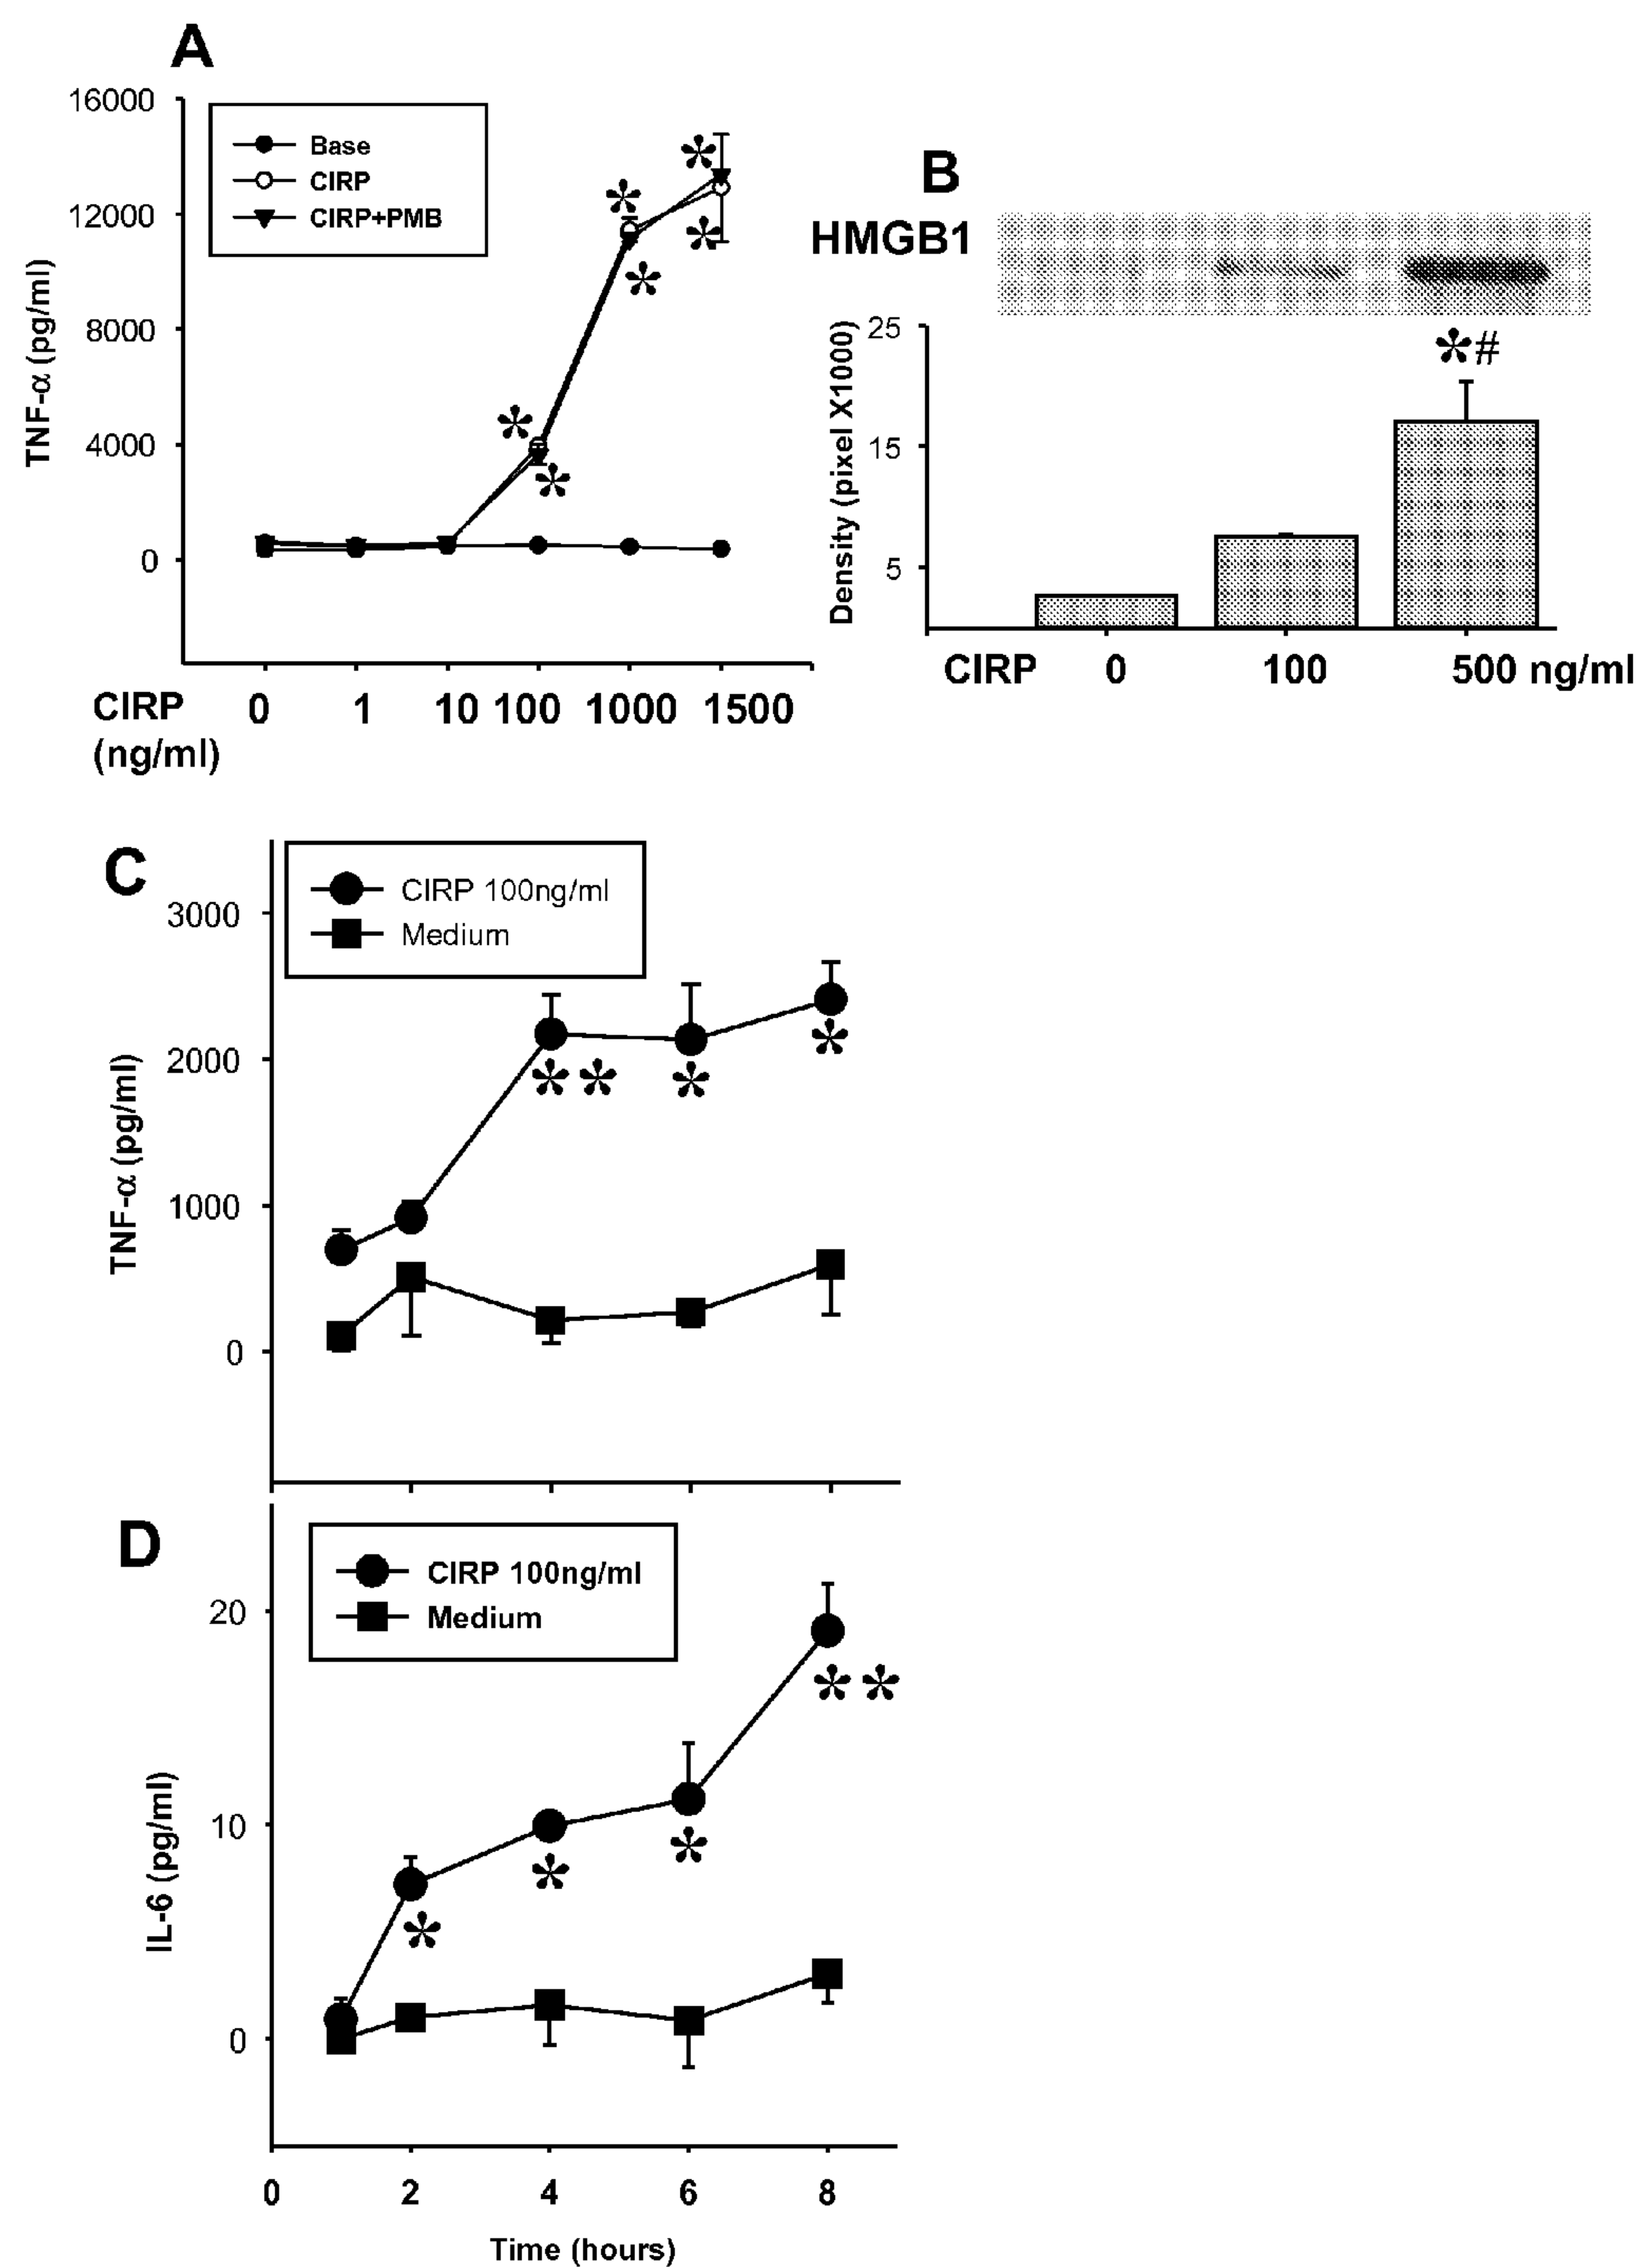 A
16000
12000
8000
4000
0
TNF-α (pg/ml)
Base
CIRP
CIRP+PMB
*
*
*
*
*
*
CIRP 0 1 10 100 1000 1500
(ng/ml)
B
HMGB1
25
15
5
Density (pixel X1000)
*#
CIRP 0 100 500 ng/ml
C
CIRP 100ng/ml
Medium
3000
2000
1000
0
TNF-α (pg/ml)
** * *
D
CIRP 100ng/ml
Medium
20
10
0
IL-6 (pg/ml)
* * * **
0 2 4 6 8
Time (hours)